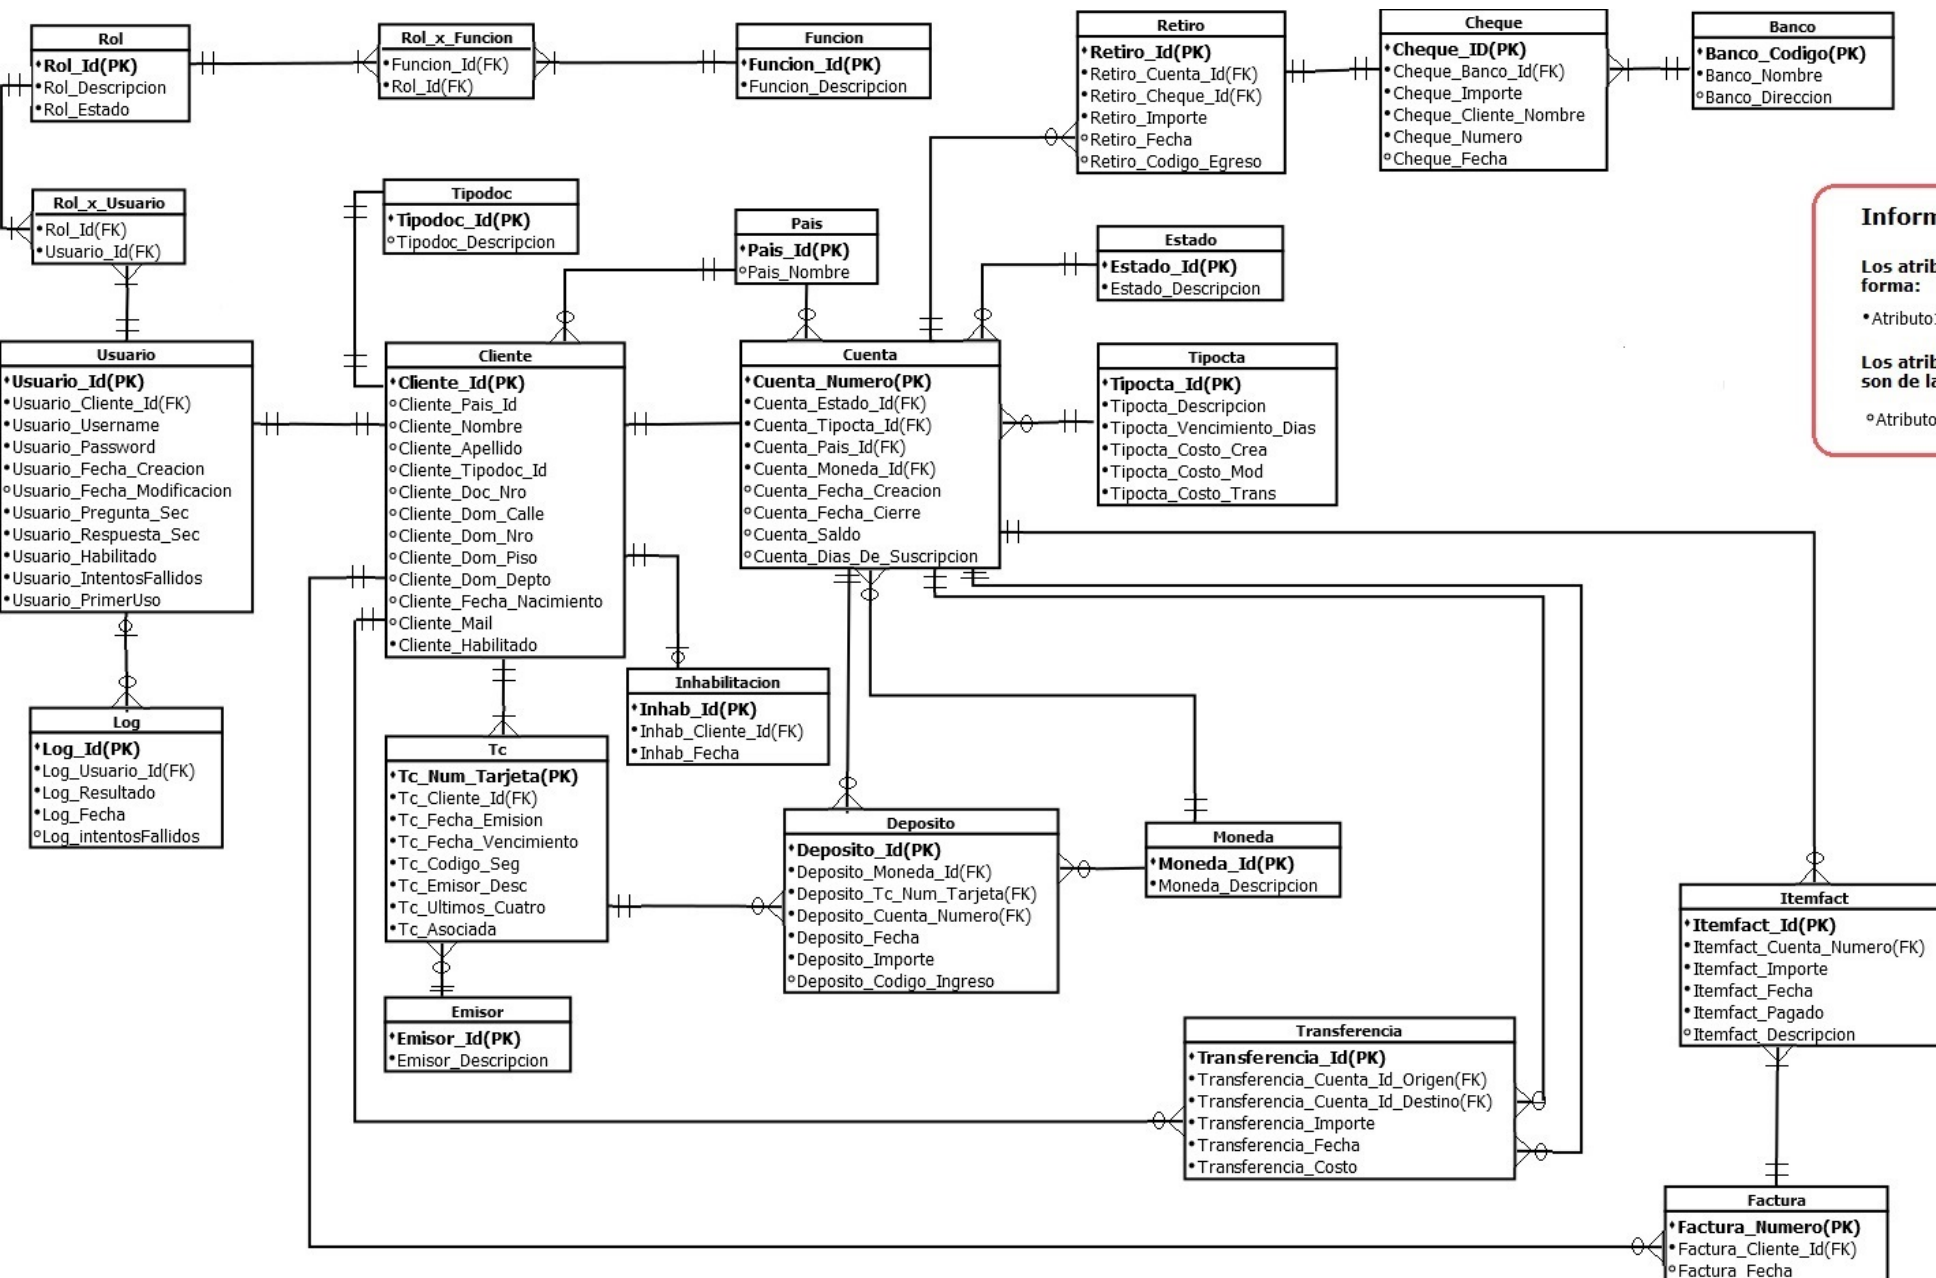 Rol
Rol_Id(PK)
Rol_Descripcion
Rol_Estado
Rol_x_Funcion
Funcion_Id(FK)
Rol_Id(FK)
Funcion
Funcion_Id(PK)
Funcion_Descripcion
Retiro
Retiro_Id(PK)
Retiro_Cuenta_Id(FK)
Retiro_Cheque_Id(FK)
Retiro_Importe
Retiro_Fecha
Retiro_Codigo_Egreso
Cheque
Cheque_ID(PK)
Cheque_Banco_Id(FK)
Cheque_Importe
Cheque_Cliente_Nombre
Cheque_Numero
Cheque_Fecha
Banco
Banco_Codigo(PK)
Banco_Nombre
Banco_Direccion
Rol_x_Usuario
Rol_Id(FK)
Usuario_Id(FK)
Tipodoc
Tipodoc_Id(PK)
Tipodoc_Descripcion
Pais
Pais_Id(PK)
Pais_Nombre
Estado
Estado_Id(PK)
Estado_Descripcion
Inform
Los atrib
forma:
Atributo
Los atrib
son de la
Atributo
Usuario
Usuario_Id(PK)
Usuario_Cliente_Id(FK)
Usuario_Username
Usuario_Password
Usuario_Fecha_Creacion
Usuario_Fecha_Modificacion
Usuario_Pregunta_Sec
Usuario_Respuesta_Sec
Usuario_Habilitado
Usuario_IntentosFallidos
Usuario_PrimerUso
Cliente
Cliente_Id(PK)
Cliente_Pais_Id
Cliente_Nombre
Cliente_Apellido
Cliente_Tipodoc_Id
Cliente_Doc_Nro
Cliente_Dom_Calle
Cliente_Dom_Nro
Cliente_Dom_Piso
Cliente_Dom_Depto
Cliente_Fecha_Nacimiento
Cliente_Mail
Cliente_Habilitado
Cuenta
Cuenta_Numero(PK)
Cuenta_Estado_Id(FK)
Cuenta_Tipocta_Id(FK)
Cuenta_Pais_Id(FK)
Cuenta_Moneda_Id(FK)
Cuenta_Fecha_Creacion
Cuenta_Fecha_Cierre
Cuenta_Saldo
Cuenta_Dias_De_Suscripcion
Tipocta
Tipocta_Id(PK)
Tipocta_Descripcion
Tipocta_Vencimiento_Dias
Tipocta_Costo_Crea
Tipocta_Costo_Mod
Tipocta_Costo_Trans
Log
Log_Id(PK)
Log_Usuario_Id(FK)
Log_Resultado
Log_Fecha
Log_intentosFallidos
Inhabilitacion
Inhab_Id(PK)
Inhab_Cliente_Id(FK)
Inhab_Fecha
Tc
Tc_Num_Tarjeta(PK)
Tc_Cliente_Id(FK)
Tc_Fecha_Emision
Tc_Fecha_Vencimiento
Tc_Codigo_Seg
Tc_Emisor_Desc
Tc_Ultimos_Cuatro
Tc_Asociada
Deposito
Deposito_Id(PK)
Deposito_Moneda_Id(FK)
Deposito_Tc_Num_Tarjeta(FK)
Deposito_Cuenta_Numero(FK)
Deposito_Fecha
Deposito_Importe
Deposito_Codigo_Ingreso
Moneda
Moneda_Id(PK)
Moneda_Descripcion
Itemfact
Itemfact_Id(PK)
Itemfact_Cuenta_Numero(FK)
Itemfact_Importe
Itemfact_Fecha
Itemfact_Pagado
Itemfact_Descripcion
Emisor
Emisor_Id(PK)
Emisor_Descripcion
Transferencia
Transferencia_Id(PK)
Transferencia_Cuenta_Id_Origen(FK)
Transferencia_Cuenta_Id_Destino(FK)
Transferencia_Importe
Transferencia_Fecha
Transferencia_Costo
Factura
Factura_Numero(PK)
Factura_Cliente_Id(FK)
Factura_Fecha